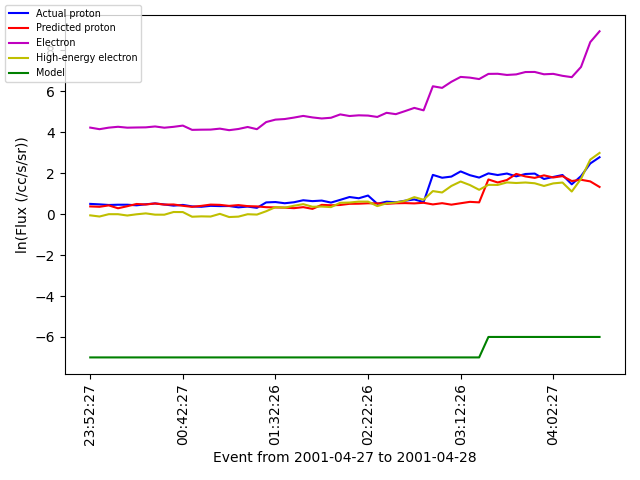 Actual proton
Predicted proton
Electron
High-energy electron
Model
8
6
4
2
0
−2
−4
−6
ln(Flux (/cc/s/sr))
23:52:27
00:42:27
01:32:26
02:22:26
03:12:26
04:02:27
Event from 2001-04-27 to 2001-04-28